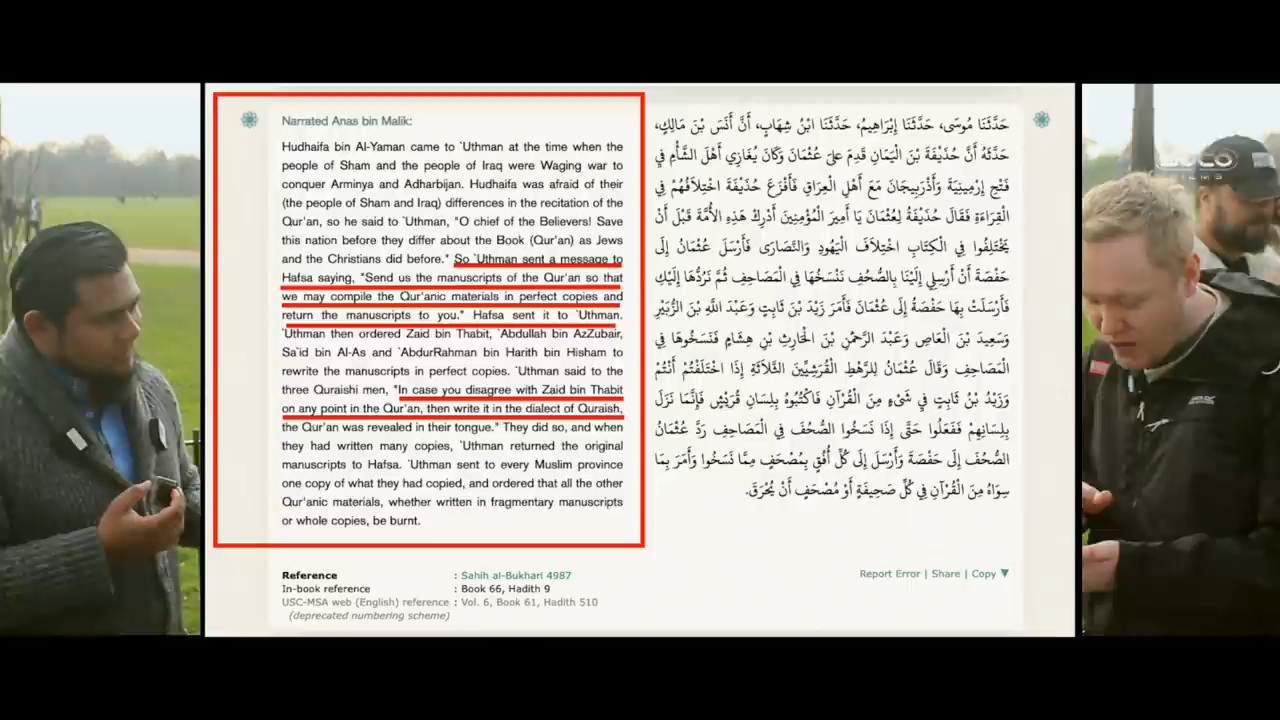 Narrated Anas bin Malik:
Hudhaifa bin Al-Yaman came to `Uthman at the time when the
people of Sham and the people of Iraq were Waging war to
conquer Arminya and Adharbijan. Hudhaifa was afraid of their
(the people of Sham and Iraq) differences in the recitation of the
Qur'an, so he said to `Uthman, "O chief of the Believers! Save
this nation before they differ about the Book (Qur'an) as Jews
and the Christians did before." So `Uthman sent a message to
Hafsa saying, "Send us the manuscripts of the Qur'an so that
we may compile the Qur'anic materials in perfect copies and
return the manuscripts to you." Hafsa sent it to `Uthman.
`Uthman then ordered Zaid bin Thabit, `Abdullah bin AzZubair,
Sa`id bin Al-As and `AbdurRahman bin Harith bin Hisham to
rewrite the manuscripts in perfect copies. `Uthman said to the
three Quraishi men, "In case you disagree with Zaid bin Thabit
on any point in the Qur'an, then write it in the dialect of Quraish,
the Qur'an was revealed in their tongue." They did so, and when
they had written many copies, `Uthman returned the original
manuscripts to Hafsa. `Uthman sent to every Muslim province
one copy of what they had copied, and ordered that all the other
Qur'anic materials, whether written in fragmentary manuscripts
or whole copies, be burnt.
حَدَّثَنَا مُوسَى، حَدَّثَنَا إِبْرَاهِيمُ، حَدَّثَنَا ابْنُ شِهَابٍ، أَنَّ أَنَسَ بْنَ مَالِكٍ،
حَدَّثَهُ أَنَّ حُذَيْفَةَ بْنَ الْيَمَانِ قَدِمَ عَلَى عُثْمَانَ وَكَانَ يُغَازِي أَهْلَ الشَّأْمِ فِي
فَتْحِ إِرْمِينِيَةَ وَأَذْرَبِيجَانَ مَعَ أَهْلِ الْعِرَاقِ فَأَفْزَعَ حُذَيْفَةَ اخْتِلاَفُهُمْ فِي
الْقِرَاءَةِ فَقَالَ حُذَيْفَةُ لِعُثْمَانَ يَا أَمِيرَ الْمُؤْمِنِينَ أَدْرِكْ هَذِهِ الأُمَّةَ قَبْلَ أَنْ
يَخْتَلِفُوا فِي الْكِتَابِ اخْتِلاَفَ الْيَهُودِ وَالنَّصَارَى فَأَرْسَلَ عُثْمَانُ إِلَى
حَفْصَةَ أَنْ أَرْسِلِي إِلَيْنَا بِالصُّحُفِ نَنْسَخُهَا فِي الْمَصَاحِفِ ثُمَّ نَرُدُّهَا إِلَيْكِ
فَأَرْسَلَتْ بِهَا حَفْصَةُ إِلَى عُثْمَانَ فَأَمَرَ زَيْدَ بْنَ ثَابِتٍ وَعَبْدَ اللَّهِ بْنَ الزُّبَيْرِ
وَسَعِيدَ بْنَ الْعَاصِ وَعَبْدَ الرَّحْمَنِ بْنَ الْحَارِثِ بْنِ هِشَامٍ فَنَسَخُوهَا فِي
الْمَصَاحِفِ وَقَالَ عُثْمَانُ لِلرَّهْطِ الْقُرَشِيِّينَ الثَّلاَثَةِ إِذَا اخْتَلَفْتُمْ أَنْتُمْ
وَزَيْدُ بْنُ ثَابِتٍ فِي شَىْءٍ مِنَ الْقُرْآنِ فَاكْتُبُوهُ بِلِسَانِ قُرَيْشٍ فَإِنَّمَا نَزَلَ
بِلِسَانِهِمْ فَفَعَلُوا حَتَّى إِذَا نَسَخُوا الصُّحُفَ فِي الْمَصَاحِفِ رَدَّ عُثْمَانُ
الصُّحُفَ إِلَى حَفْصَةَ وَأَرْسَلَ إِلَى كُلِّ أُفُقٍ بِمُصْحَفٍ مِمَّا نَسَخُوا وَأَمَرَ بِمَا
سِوَاهُ مِنَ الْقُرْآنِ فِي كُلِّ صَحِيفَةٍ أَوْ مُصْحَفٍ أَنْ يُحْرَقَ.
Reference : Sahih al-Bukhari 4987
In-book reference : Book 66, Hadith 9
USC-MSA web (English) reference : Vol. 6, Book 61, Hadith 510
(deprecated numbering scheme)
Report Error | Share | Copy ▼
FILMS